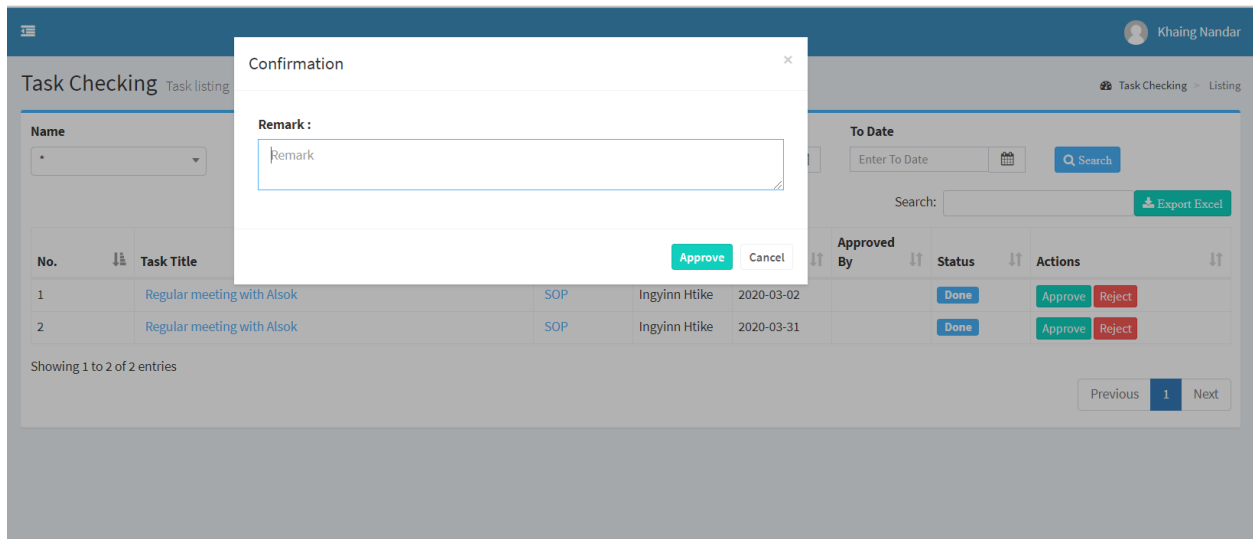 Khaing Nandar
Task Checking Task listing
Task Checking > Listing
Confirmation ×
Remark :
Remark
Approve Cancel
Name To Date
* Enter To Date Search
Search: Export Excel
No. Task Title Approved By Status Actions
1 Regular meeting with Alsok SOP Ingyinn Htike 2020-03-02 Done Approve Reject
2 Regular meeting with Alsok SOP Ingyinn Htike 2020-03-31 Done Approve Reject
Showing 1 to 2 of 2 entries
Previous 1 Next